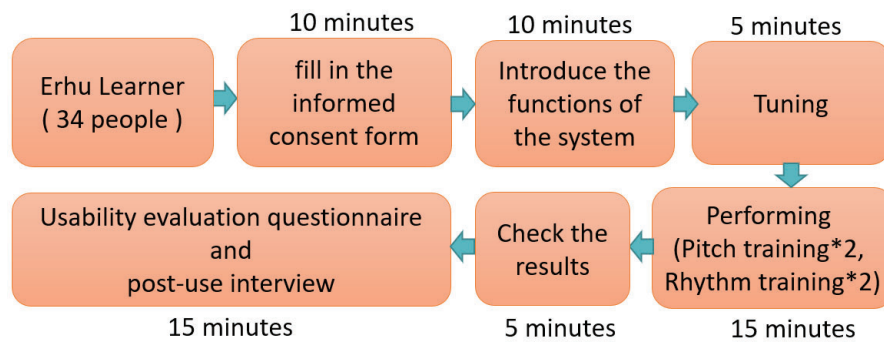 10 minutes
10 minutes
5 minutes
Erhu Learner
( 34 people )
fill in the
informed
consent form
Introduce the
functions of
the system
Tuning
Usability evaluation questionnaire
and
post-use interview
Check the
results
Performing
(Pitch training*2,
Rhythm training*2)
15 minutes
5 minutes
15 minutes